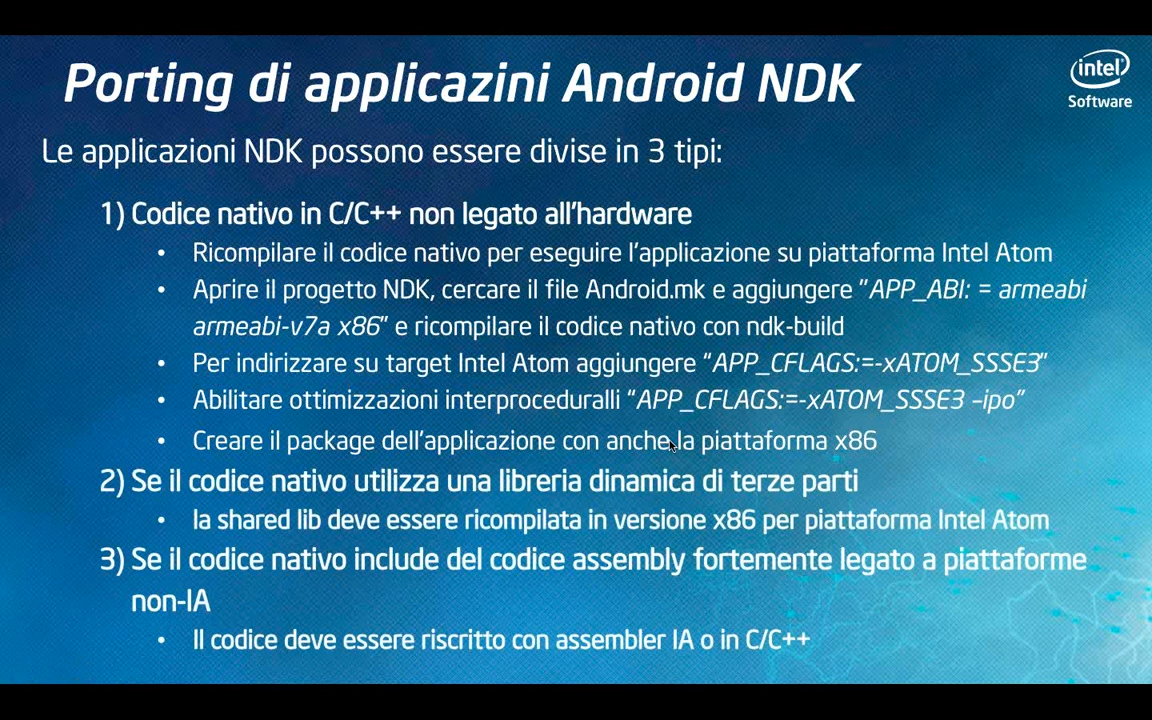 Porting di applicazini Android NDK
intel
Software
Le applicazioni NDK possono essere divise in 3 tipi:
1) Codice nativo in C/C++ non legato all'hardware
• Ricompilare il codice nativo per eseguire l'applicazione su piattaforma Intel Atom
• Aprire il progetto NDK, cercare il file Android.mk e aggiungere "APP_ABI: = armeabi
armeabi-v7a x86" e ricompilare il codice nativo con ndk-build
• Per indirizzare su target Intel Atom aggiungere "APP_CFLAGS:=-xATOM_SSSE3"
• Abilitare ottimizzazioni interproceduralli "APP_CFLAGS:=-xATOM_SSSE3 –ipo"
• Creare il package dell'applicazione con anche la piattaforma x86
2) Se il codice nativo utilizza una libreria dinamica di terze parti
• la shared lib deve essere ricompilata in versione x86 per piattaforma Intel Atom
3) Se il codice nativo include del codice assembly fortemente legato a piattaforme
non-IA
• Il codice deve essere riscritto con assembler IA o in C/C++